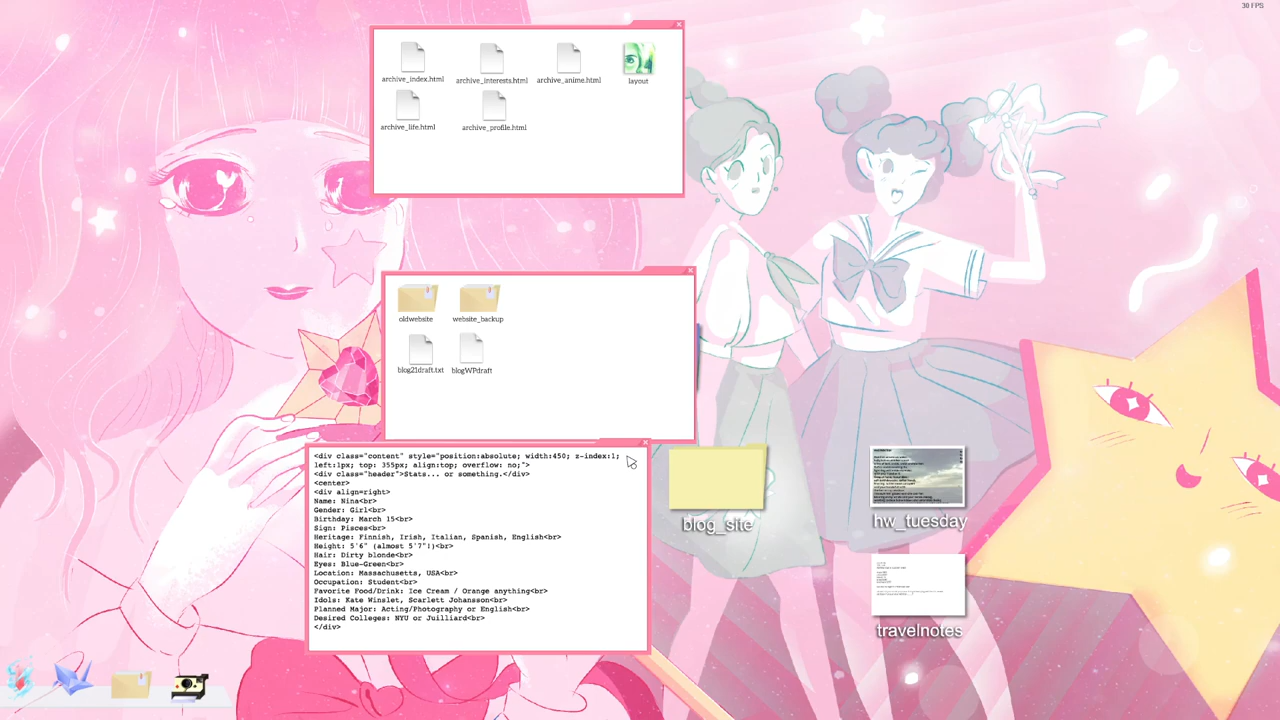 30 FPS
archive_index.html
archive_interests.html
archive_anime.html
layout
archive_life.html
archive_profile.html
oldwebsite
website_backup
blog21draft.txt
blogWPdraft
<div class="content" style="position:absolute; width:450; z-index:1;
left:1px; top: 355px; align:top; overflow: no;">
<div class="header">Stats... or something.</div>
<center>
<div align=right>
Name: Nina<br>
Gender: Girl<br>
Birthday: March 15<br>
Sign: Pisces<br>
Heritage: Finnish, Irish, Italian, Spanish, English<br>
Height: 5'6" (almost 5'7"!)<br>
Hair: Dirty blonde<br>
Eyes: Blue-Green<br>
Location: Massachusetts, USA<br>
Occupation: Student<br>
Favorite Food/Drink: Ice Cream / Orange anything<br>
Idols: Kate Winslet, Scarlett Johansson<br>
Planned Major: Acting/Photography or English<br>
Desired Colleges: NYU or Juilliard<br>
</div>
blog_site
hw_tuesday
travelnotes